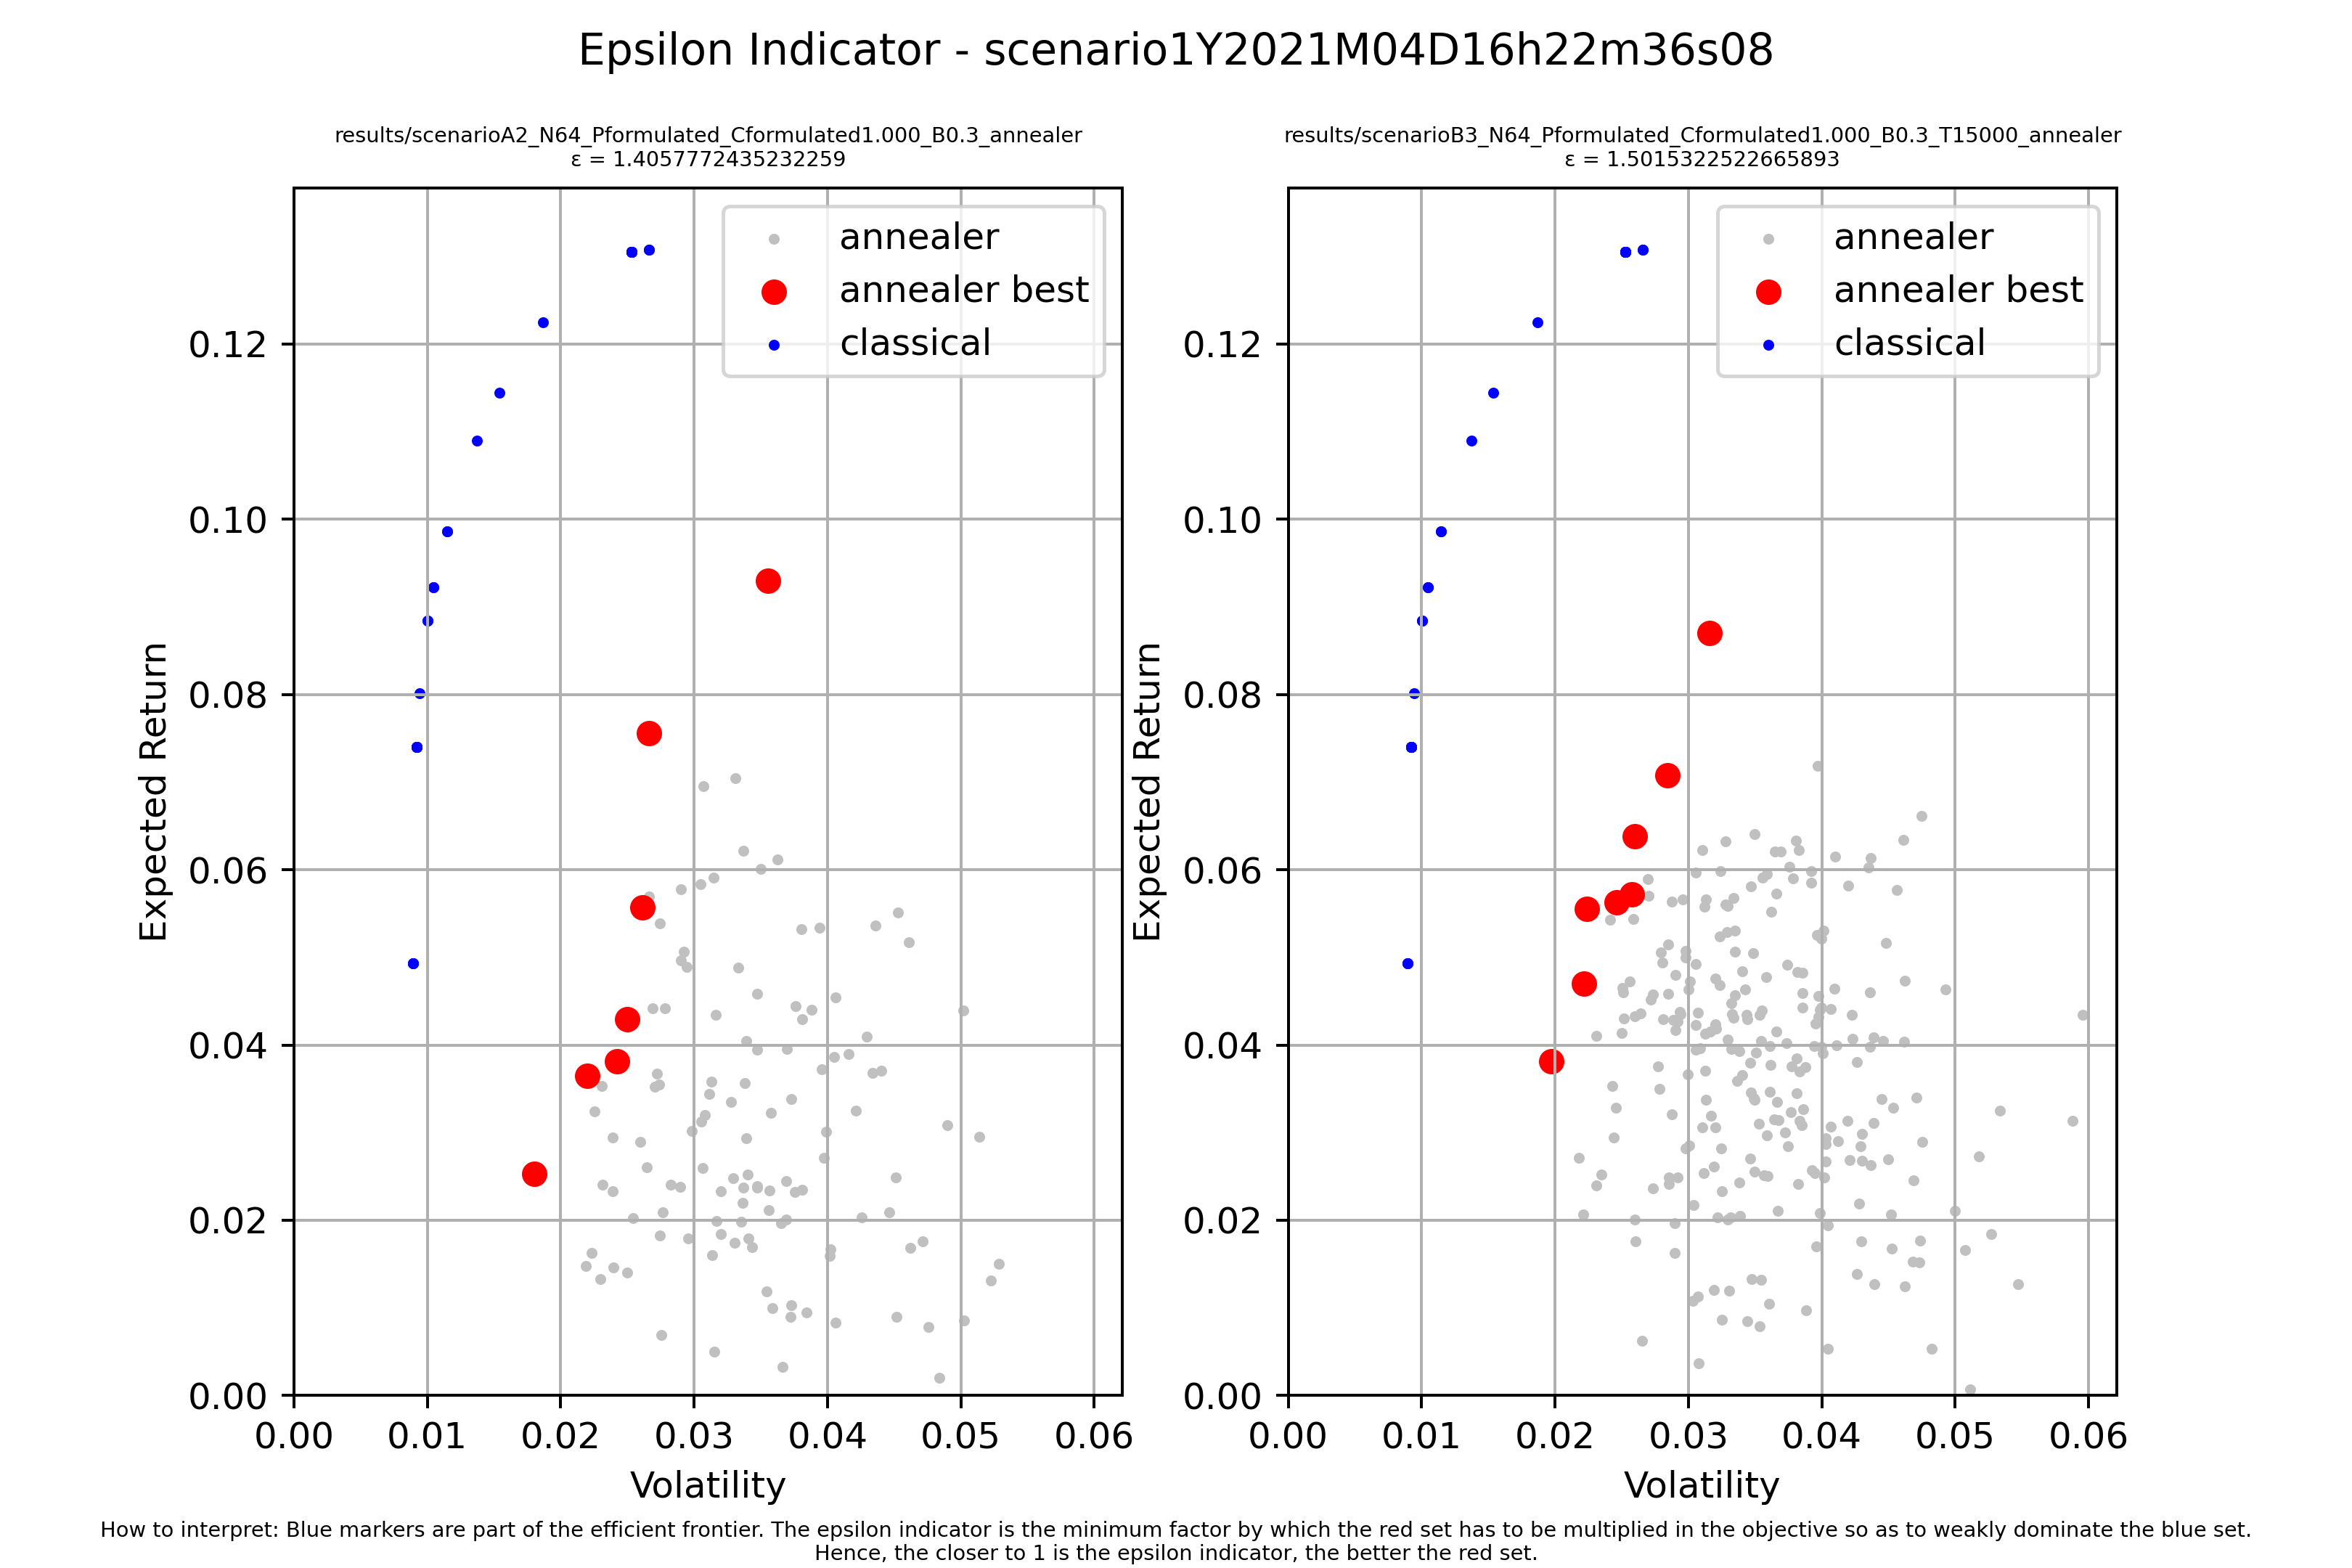 Epsilon Indicator - scenario1Y2021M04D16h22m36s08
results/scenarioA2_N64_Pformulated_Cformulated1.000_B0.3_annealer
ε = 1.4057772435232259
annealer
annealer best
classical
0.12
0.10
0.08
0.06
0.04
0.02
0.00
Expected Return
0.00 0.01 0.02 0.03 0.04 0.05 0.06
Volatility
results/scenarioB3_N64_Pformulated_Cformulated1.000_B0.3_T15000_annealer
ε = 1.5015322522665893
annealer
annealer best
classical
0.12
0.10
0.08
0.06
0.04
0.02
0.00
Expected Return
0.00 0.01 0.02 0.03 0.04 0.05 0.06
Volatility
How to interpret: Blue markers are part of the efficient frontier. The epsilon indicator is the minimum factor by which the red set has to be multiplied in the objective so as to weakly dominate the blue set.
Hence, the closer to 1 is the epsilon indicator, the better the red set.